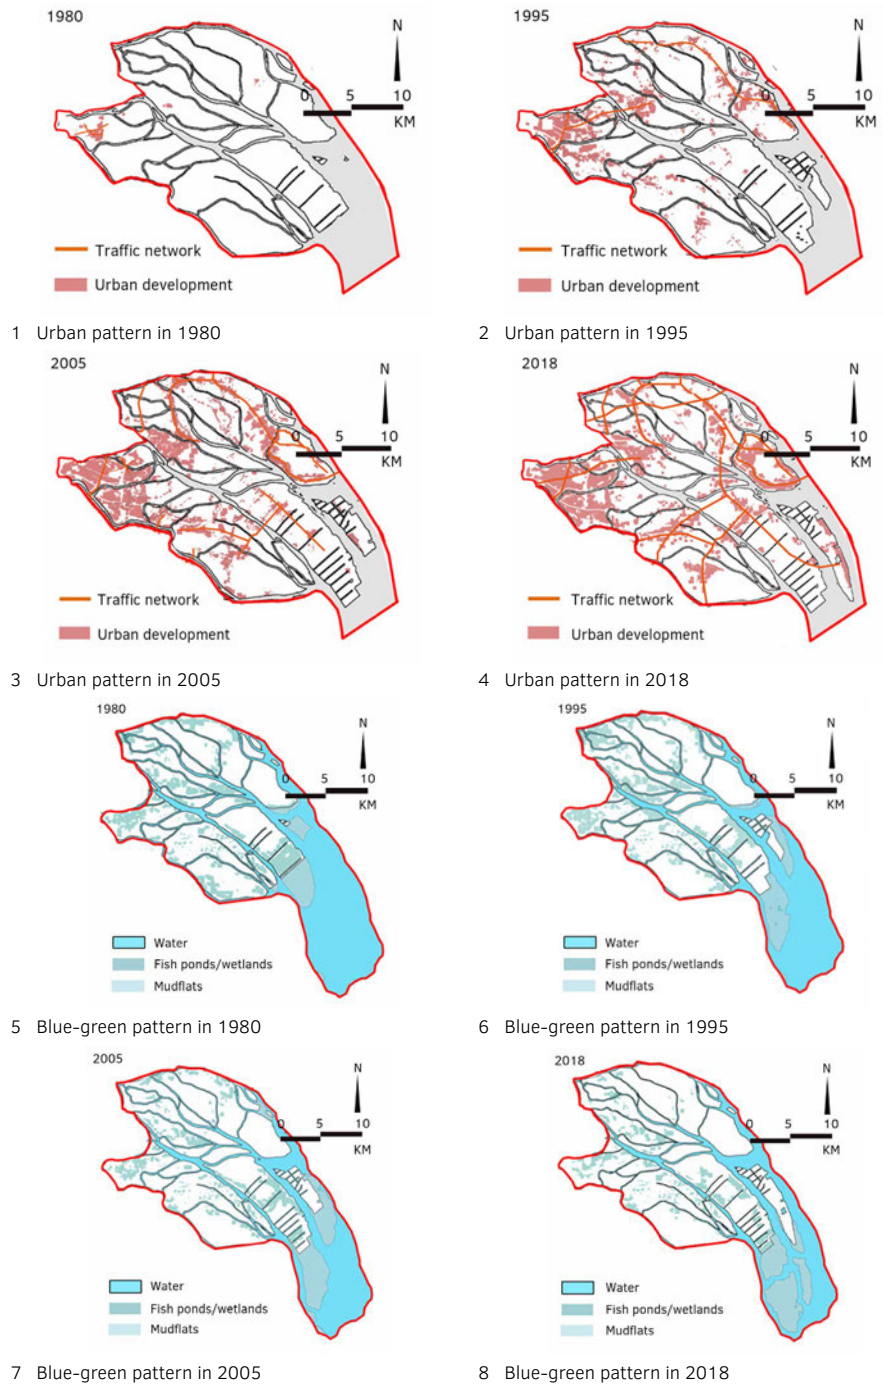 1980
N
0 5 10
KM
Traffic network
Urban development
1 Urban pattern in 1980
1995
N
0 5 10
KM
Traffic network
Urban development
2 Urban pattern in 1995
2005
N
0 5 10
KM
Traffic network
Urban development
3 Urban pattern in 2005
2018
N
0 5 10
KM
Traffic network
Urban development
4 Urban pattern in 2018
1980
N
0 5 10
KM
Water
Fish ponds/wetlands
Mudflats
5 Blue-green pattern in 1980
1995
N
0 5 10
KM
Water
Fish ponds/wetlands
Mudflats
6 Blue-green pattern in 1995
2005
N
0 5 10
KM
Water
Fish ponds/wetlands
Mudflats
7 Blue-green pattern in 2005
2018
N
0 5 10
KM
Water
Fish ponds/wetlands
Mudflats
8 Blue-green pattern in 2018